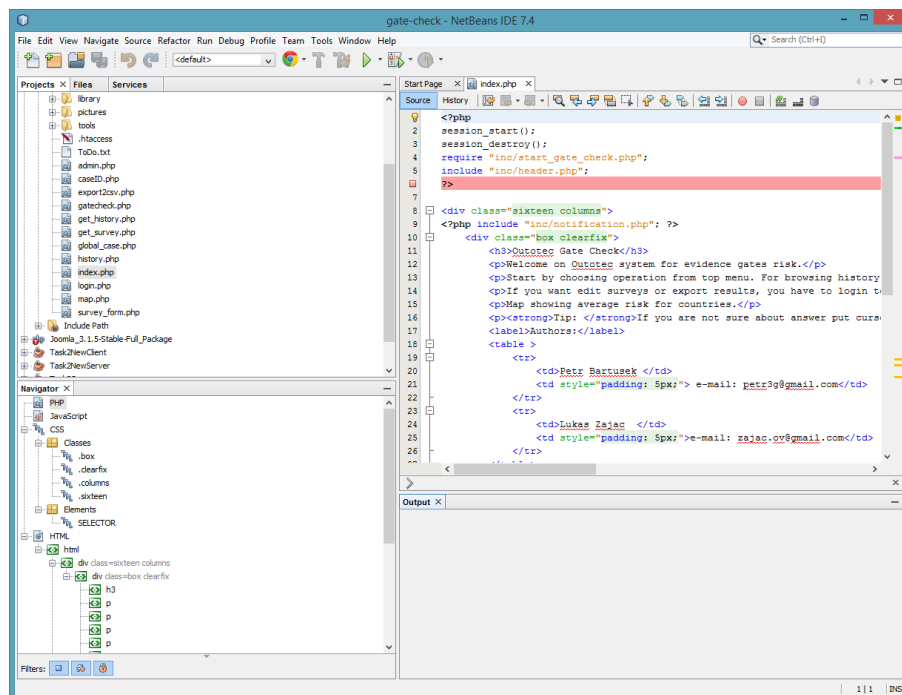 gate-check - NetBeans IDE 7.4
File Edit View Navigate Source Refactor Run Debug Profile Team Tools Window Help
Search (Ctrl+I)
<default>
Projects Files Services
library
pictures
tools
.htaccess
ToDo.txt
admin.php
caseID.php
export2csv.php
gatecheck.php
get_history.php
get_survey.php
global_case.php
history.php
index.php
login.php
map.php
survey_form.php
Include Path
Joomla_3.1.5-Stable-Full_Package
Task2NewClient
Task2NewServer
Navigator
PHP
JavaScript
CSS
Classes
.box
.clearfix
.columns
.sixteen
Elements
SELECTOR
HTML
html
div class=sixteen columns
div class=box clearfix
h3
p
p
p
p
Filters:
Start Page index.php
Source History
<?php
2 session_start();
3 session_destroy();
4 require "inc/start_gate_check.php";
5 include "inc/header.php";
?>
7
8 <div class="sixteen columns">
9 <?php include "inc/notification.php"; ?>
10 <div class="box clearfix">
11 <h3>Outotec Gate Check</h3>
12 <p>Welcome on Outotec system for evidence gates risk.</p>
13 <p>Start by choosing operation from top menu. For browsing history
14 <p>If you want edit surveys or export results, you have to login t
15 <p>Map showing average risk for countries.</p>
16 <p><strong>Tip: </strong>If you are not sure about answer put curs
17 <label>Authors:</label>
18 <table >
19 <tr>
20 <td>Petr Bartusek </td>
21 <td style="padding: 5px;"> e-mail: petr3g@gmail.com</td>
22 </tr>
23 <tr>
24 <td>Lukas Zajac </td>
25 <td style="padding: 5px;">e-mail: zajac.ov@gmail.com</td>
26 </tr>
Output
1 | 1 INS